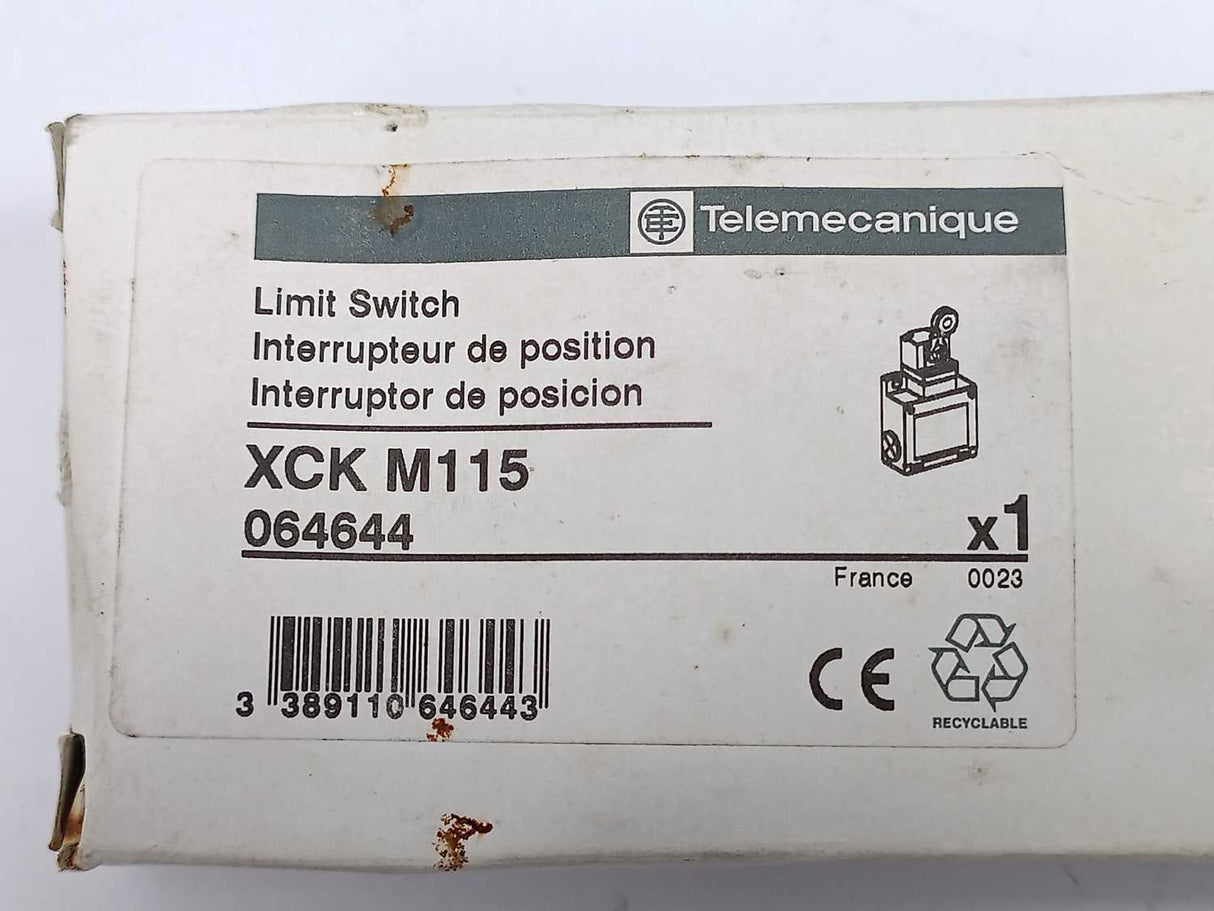 Telemecanique
Limit Switch
Interrupteur de position
Interruptor de posicion
XCK M115
064644
x1
France 0023
3 389110 646443
CE
RECYCLABLE